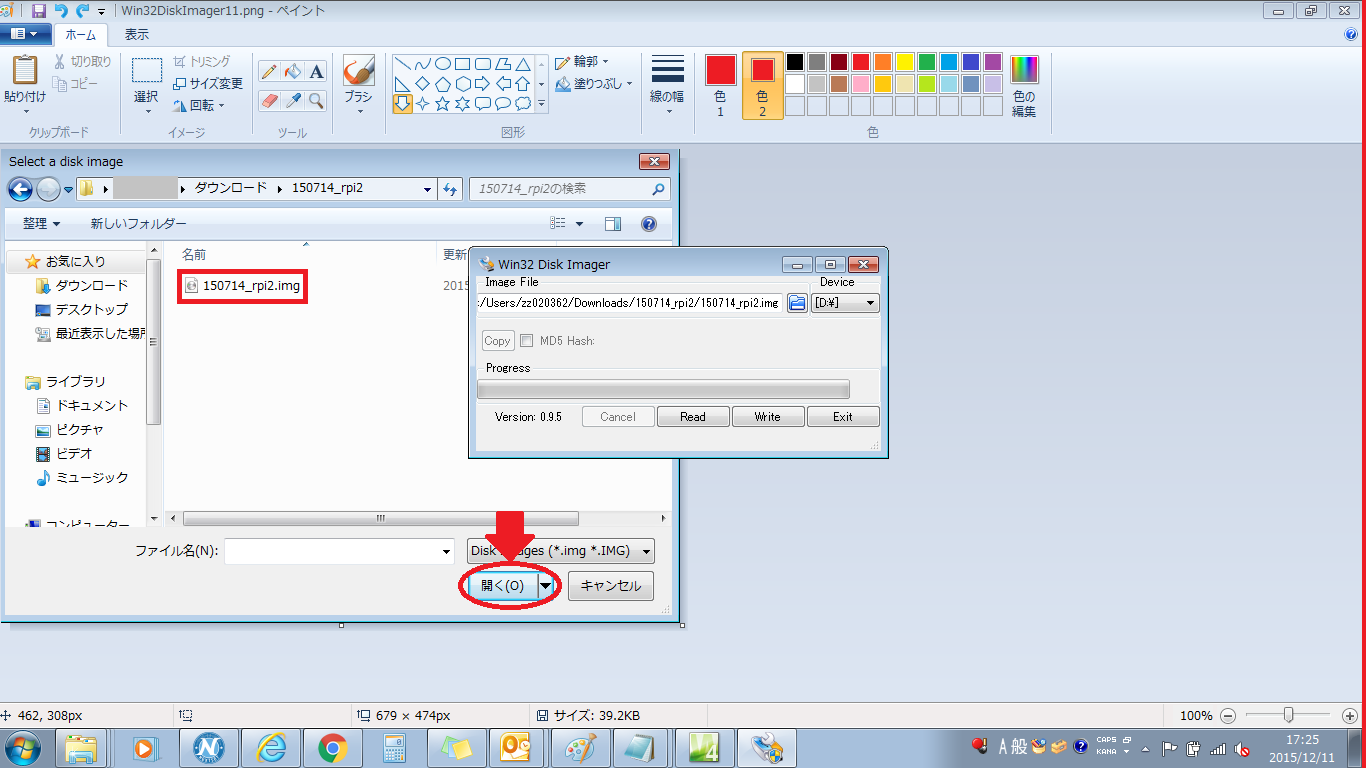 Win32DiskImager11.png - ペイント
ホーム
表示
貼り付け
切り取り
コピー
クリップボード
選択
トリミング
サイズ変更
回転
イメージ
A
ツール
ブラシ
輪郭
塗りつぶし
図形
線の幅
色
1
色
2
色の
編集
色
Select a disk image
ダウンロード
150714_rpi2
150714_rpi2の検索
整理
新しいフォルダー
お気に入り
ダウンロード
デスクトップ
最近表示した場所
ライブラリ
ドキュメント
ピクチャ
ビデオ
ミュージック
コンピューター
名前
更新
150714_rpi2.img
2015
ファイル名(N):
(*.img *.IMG)
開く(O)
キャンセル
Win32 Disk Imager
Image File
Device
:/Users/zz020362/Downloads/150714_rpi2/150714_rpi2.img
[D:¥]
Copy
MD5 Hash:
Progress
Version: 0.9.5
Cancel
Read
Write
Exit
462, 308px
679 × 474px
サイズ: 39.2KB
100%
A 般
CAPS
KANA
17:25
2015/12/11